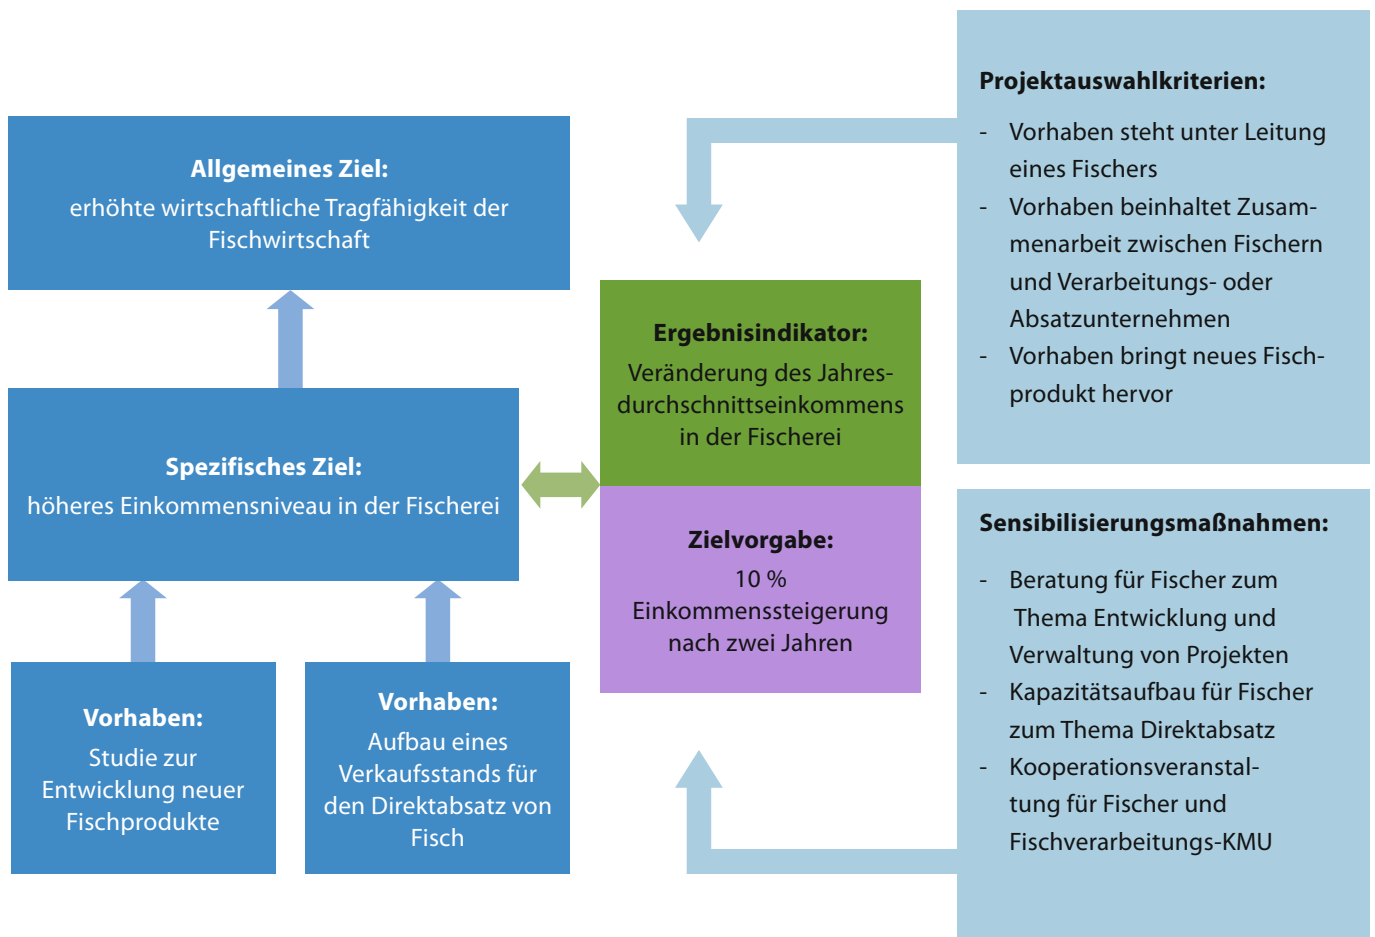 Allgemeines Ziel:
erhöhte wirtschaftliche Tragfähigkeit der
Fischwirtschaft
Spezifisches Ziel:
höheres Einkommensniveau in der Fischerei
Vorhaben:
Studie zur
Entwicklung neuer
Fischprodukte
Vorhaben:
Aufbau eines
Verkaufsstands für
den Direktabsatz von
Fisch
Ergebnisindikator:
Veränderung des Jahres-
durchschnittseinkommens
in der Fischerei
Zielvorgabe:
10 %
Einkommenssteigerung
nach zwei Jahren
Projektauswahlkriterien:
- Vorhaben steht unter Leitung
eines Fischers
- Vorhaben beinhaltet Zusam-
menarbeit zwischen Fischern
und Verarbeitungs- oder
Absatzunternehmen
- Vorhaben bringt neues Fisch-
produkt hervor
Sensibilisierungsmaßnahmen:
- Beratung für Fischer zum
Thema Entwicklung und
Verwaltung von Projekten
- Kapazitätsaufbau für Fischer
zum Thema Direktabsatz
- Kooperationsveranstal-
tung für Fischer und
Fischverarbeitungs-KMU